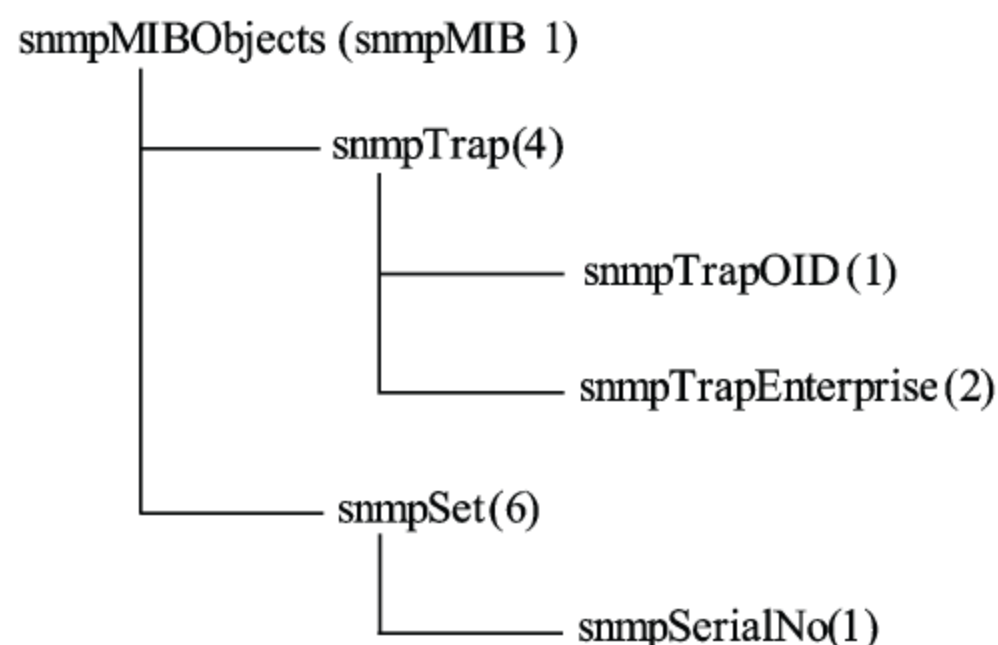 snmpMIBObjects (snmpMIB 1)
snmpTrap(4)
snmpTrapOID(1)
snmpTrapEnterprise(2)
snmpSet(6)
snmpSerialNo(1)